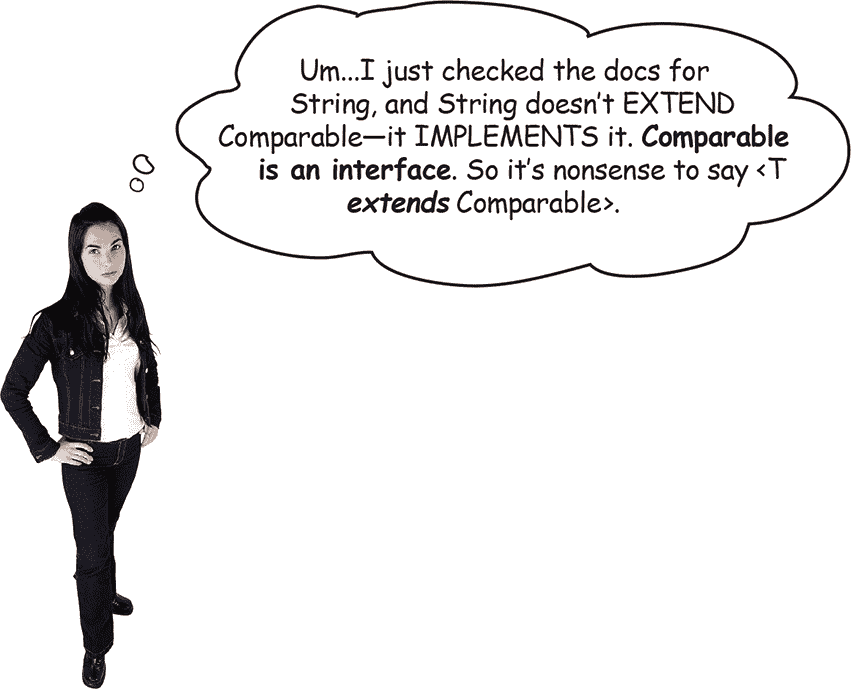 Um...I just checked the docs for
String, and String doesn't EXTEND
Comparable—it IMPLEMENTS it. Comparable
is an interface. So it's nonsense to say <T
extends Comparable>.